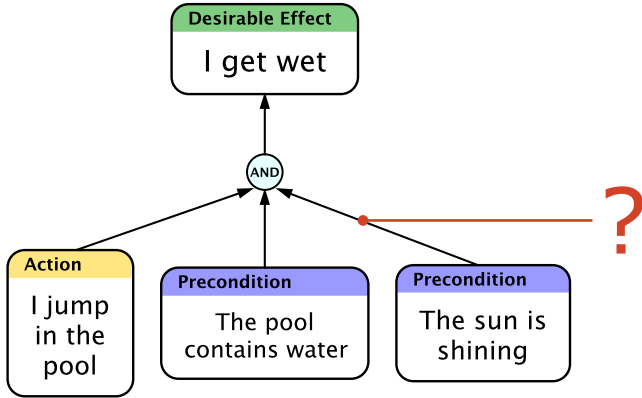 Desirable Effect
I get wet
AND
Action
I jump
in the
pool
Precondition
The pool
contains water
Precondition
The sun is
shining
?